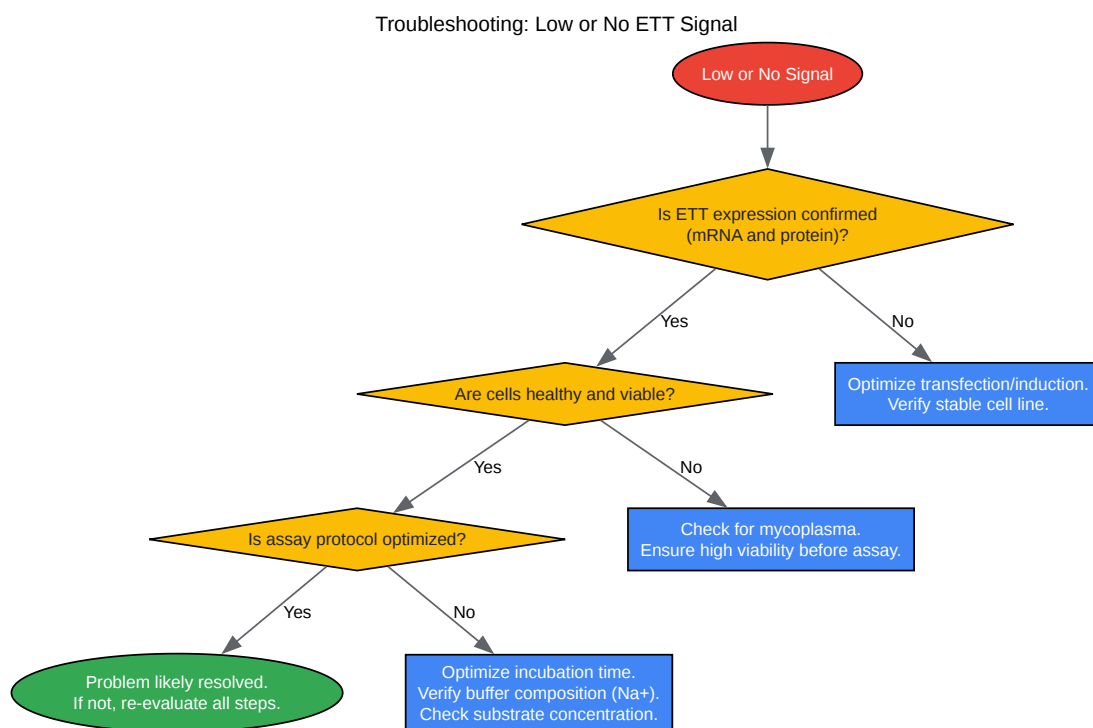 Troubleshooting: Low or No ETT Signal
Low or No Signal
Is ETT expression confirmed
(mRNA and protein)?
Yes
No
Are cells healthy and viable?
Optimize transfection/induction.
Verify stable cell line.
Yes
No
Is assay protocol optimized?
Check for mycoplasma.
Ensure high viability before assay.
Yes
No
Problem likely resolved.
If not, re-evaluate all steps.
Optimize incubation time.
Verify buffer composition (Na+).
Check substrate concentration.